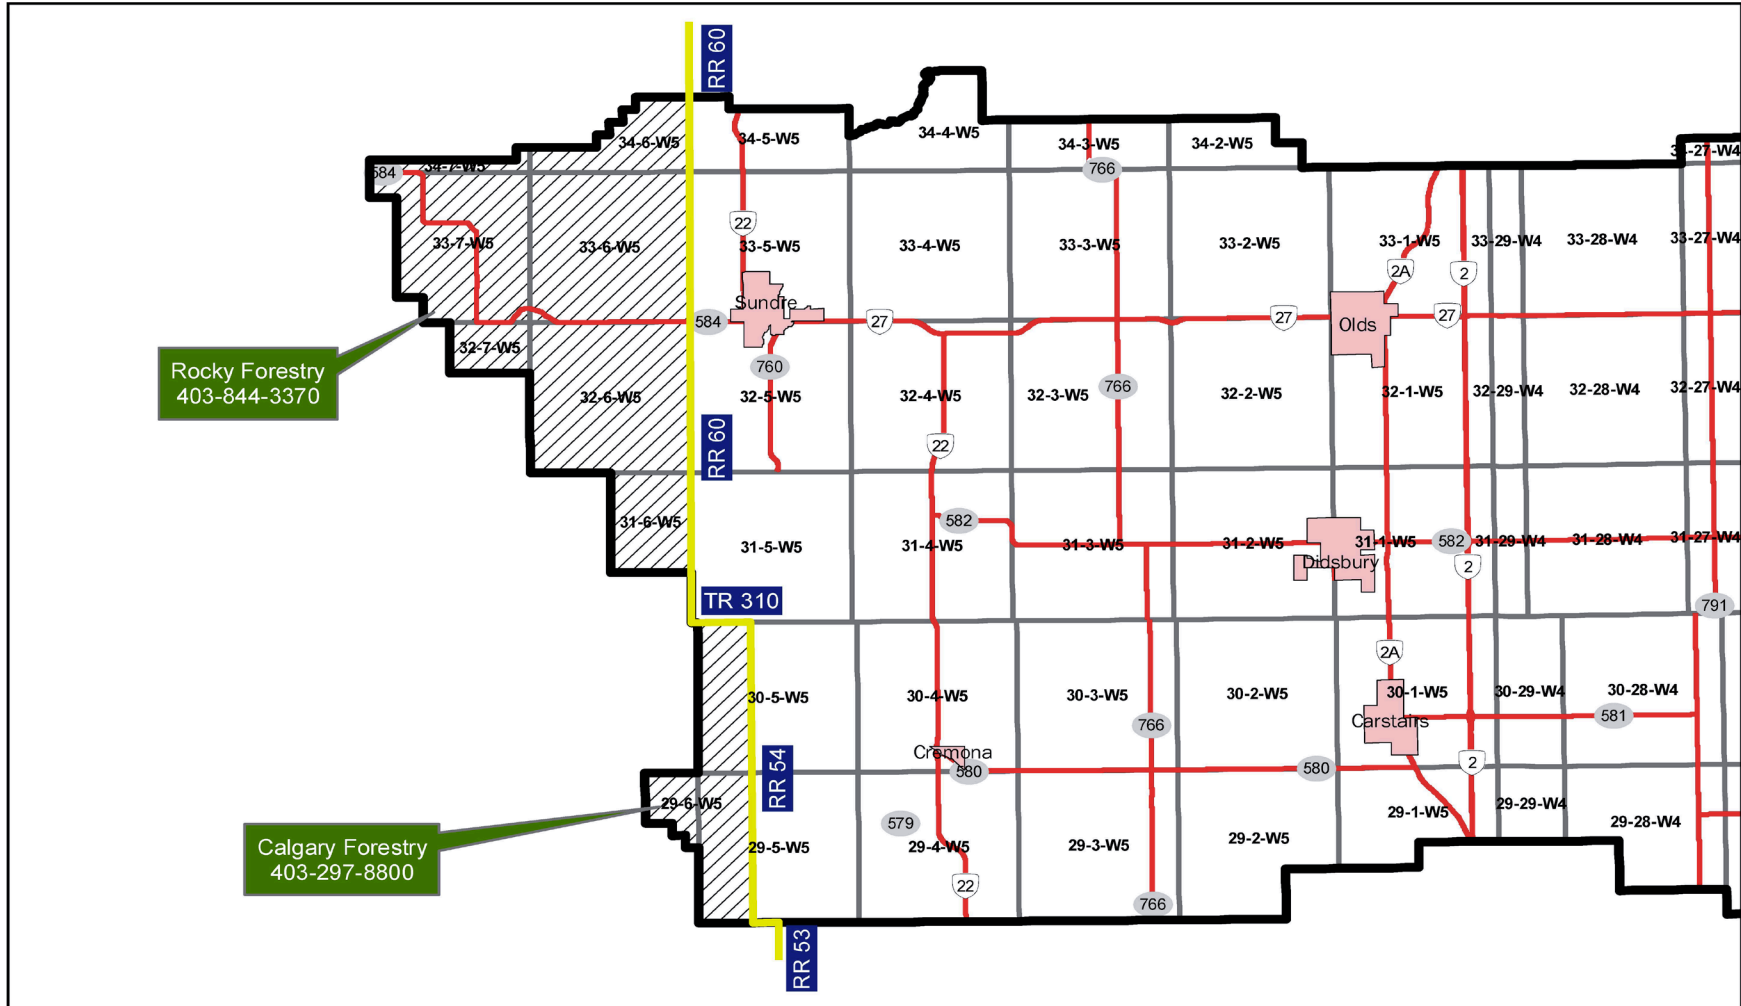 RR 60
34-6-W5
34-5-W5
34-4-W5
34-3-W5
34-2-W5
34-27-W4
34-7-W5
584
766
33-7-W5
33-6-W5
22
33-5-W5
33-4-W5
33-3-W5
33-2-W5
33-1-W5
33-29-W4
33-28-W4
33-27-W4
2A
2
Sundre
584
27
27
Olds
27
32-7-W5
Rocky Forestry
403-844-3370
760
766
32-6-W5
32-5-W5
32-4-W5
32-3-W5
32-2-W5
32-1-W5
32-29-W4
32-28-W4
32-27-W4
RR 60
22
31-6-W5
582
31-5-W5
31-4-W5
31-3-W5
31-2-W5
31-1-W5
582
31-29-W4
31-28-W4
31-27-W4
Didsbury
2
TR 310
791
2A
30-5-W5
30-4-W5
30-3-W5
30-2-W5
30-1-W5
30-29-W4
30-28-W4
766
Carstairs
581
Cremona
580
580
2
RR 54
29-6-W5
579
29-1-W5
29-29-W4
29-28-W4
Calgary Forestry
403-297-8800
29-5-W5
29-4-W5
29-3-W5
29-2-W5
22
766
RR 53